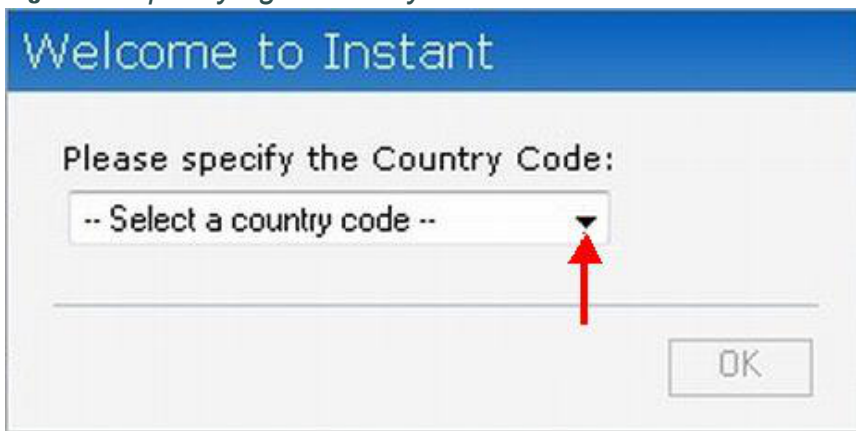 Welcome to Instant
Please specify the Country Code:
-- Select a country code --
OK